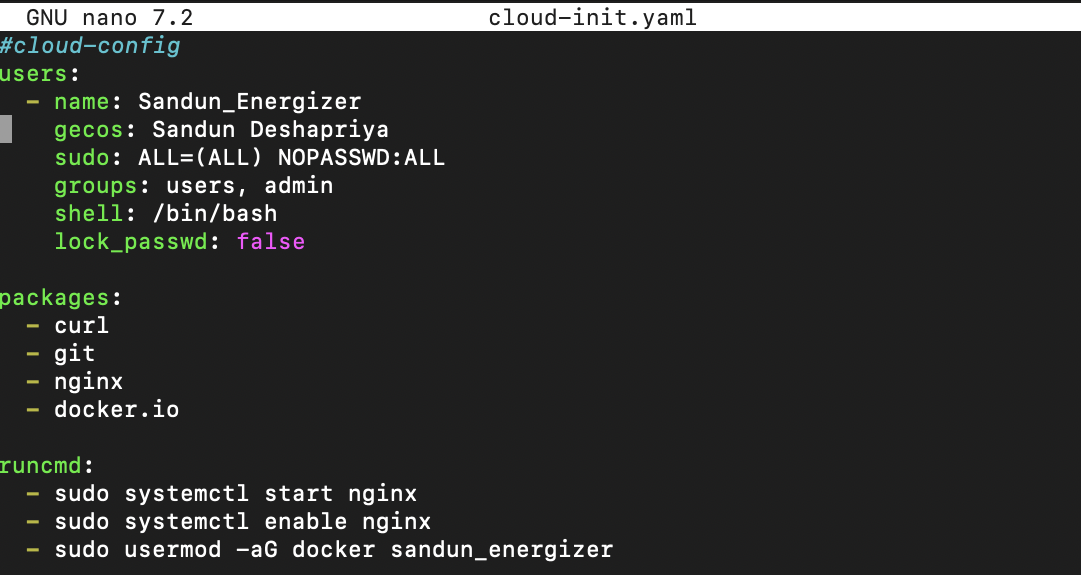 GNU nano 7.2 cloud-init.yaml
#cloud-config
users:
  - name: Sandun_Energizer
    gecos: Sandun Deshapriya
    sudo: ALL=(ALL) NOPASSWD:ALL
    groups: users, admin
    shell: /bin/bash
    lock_passwd: false

packages:
  - curl
  - git
  - nginx
  - docker.io

runcmd:
  - sudo systemctl start nginx
  - sudo systemctl enable nginx
  - sudo usermod -aG docker sandun_energizer